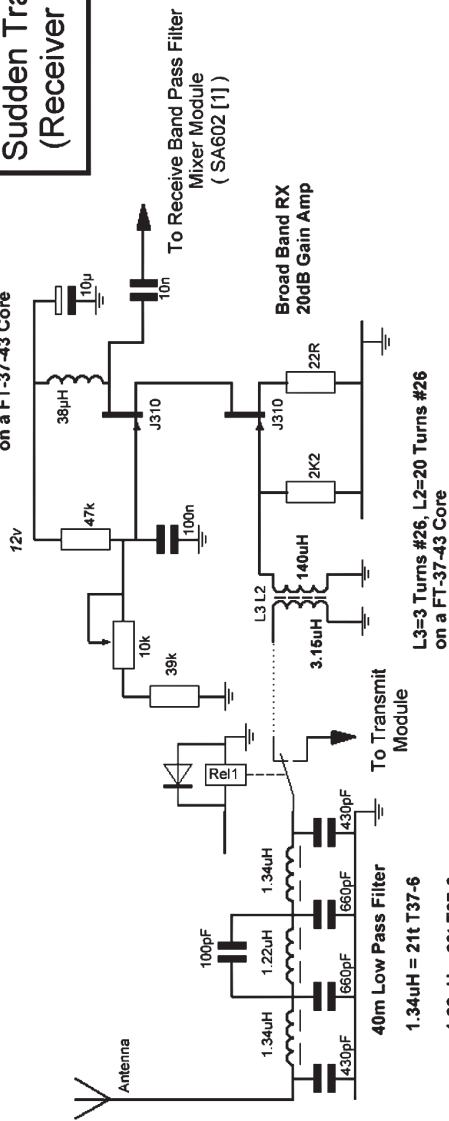 Sudden Tra
(Receiver
on a FT-37-43 Core
12v
10µ
38µH
47k
10n
To Receive Band Pass Filter
Mixer Module
( SA602 [1] )
J310
100n
10k
39k
Broad Band RX
20dB Gain Amp
J310
22R
2K2
L3 L2
140uH
3.15uH
L3=3 Turns #26, L2=20 Turns #26
on a FT-37-43 Core
Rel1
To Transmit
Module
Antenna
100pF
1.34uH
1.22uH
1.34uH
430pF
660pF
660pF
430pF
40m Low Pass Filter
1.34uH = 21t T37-6